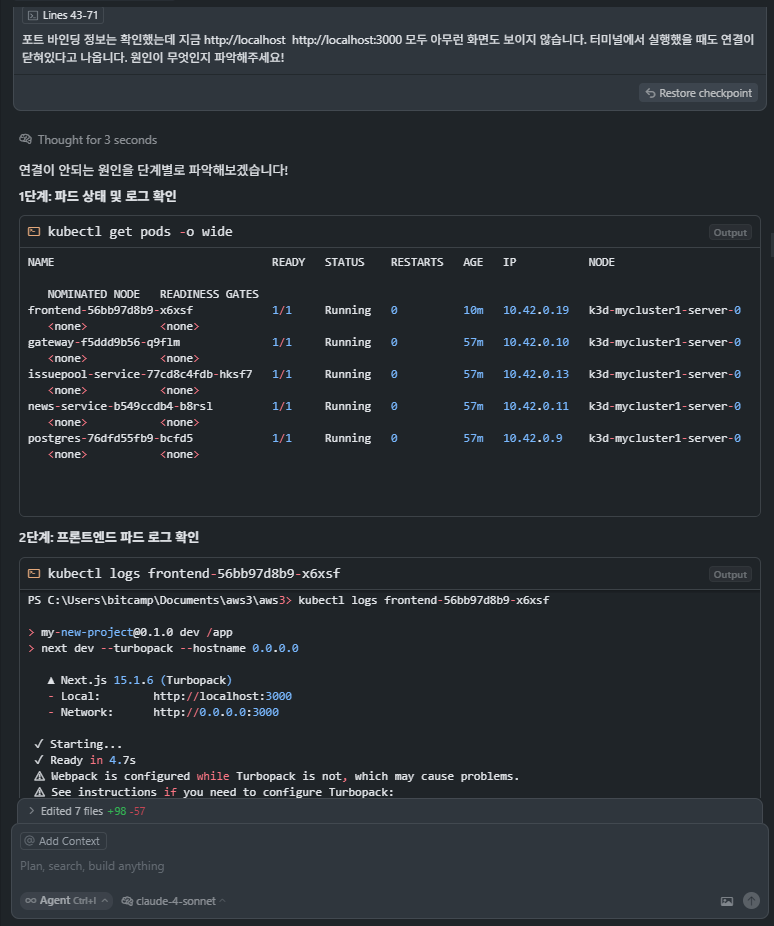 Lines 43-71
포트 바인딩 정보는 확인했는데 지금 http://localhost http://localhost:3000 모두 아무런 화면도 보이지 않습니다. 터미널에서 실행했을 때도 연결이
닫혀있다고 나옵니다. 원인이 무엇인지 파악해주세요!
Restore checkpoint
Thought for 3 seconds
연결이 안되는 원인을 단계별로 파악해보겠습니다!
1단계: 파드 상태 및 로그 확인
kubectl get pods -o wide Output
NAME READY STATUS RESTARTS AGE IP NODE
NOMINATED NODE READINESS GATES
frontend-56bb97d8b9-x6xsf 1/1 Running 0 10m 10.42.0.19 k3d-mycluster1-server-0
<none> <none>
gateway-f5ddd9b56-q9flm 1/1 Running 0 57m 10.42.0.10 k3d-mycluster1-server-0
<none> <none>
issuepool-service-77cd8c4fdb-hksf7 1/1 Running 0 57m 10.42.0.13 k3d-mycluster1-server-0
<none> <none>
news-service-b549ccdb4-b8rsl 1/1 Running 0 57m 10.42.0.11 k3d-mycluster1-server-0
<none> <none>
postgres-76dfd55fb9-bcfd5 1/1 Running 0 57m 10.42.0.9 k3d-mycluster1-server-0
<none> <none>
2단계: 프론트엔드 파드 로그 확인
kubectl logs frontend-56bb97d8b9-x6xsf Output
PS C:\Users\bitcamp\Documents\aws3\aws3> kubectl logs frontend-56bb97d8b9-x6xsf
> my-new-project@0.1.0 dev /app
> next dev --turbopack --hostname 0.0.0.0
▲ Next.js 15.1.6 (Turbopack)
- Local: http://localhost:3000
- Network: http://0.0.0.0:3000
✓ Starting...
✓ Ready in 4.7s
⚠ Webpack is configured while Turbopack is not, which may cause problems.
⚠ See instructions if you need to configure Turbopack:
> Edited 7 files +98 -57
@ Add Context
Plan, search, build anything
∞ Agent Ctrl+I claude-4-sonnet